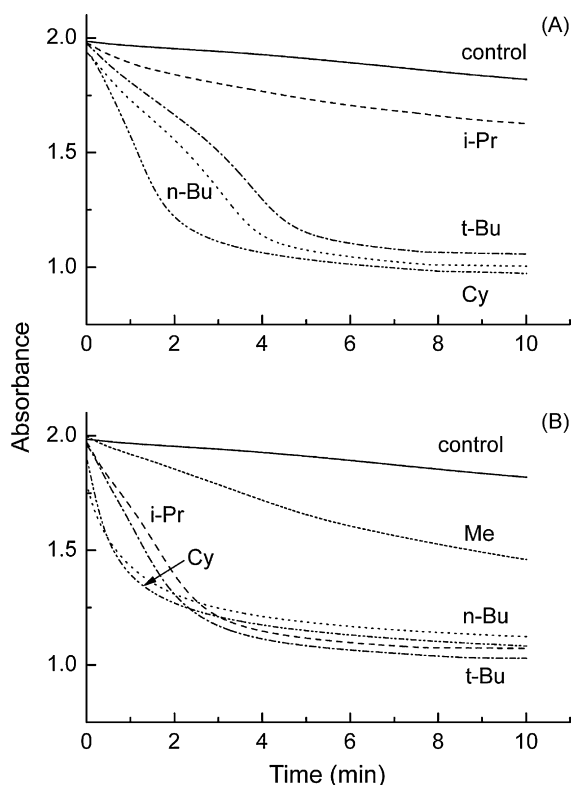 (A)
2.0
control
i-Pr
1.5
n-Bu
t-Bu
1.0
Cy
0 2 4 6 8 10
Absorbance
(B)
2.0
control
i-Pr
Me
1.5
Cy
n-Bu
1.0
t-Bu
0 2 4 6 8 10
Time (min)